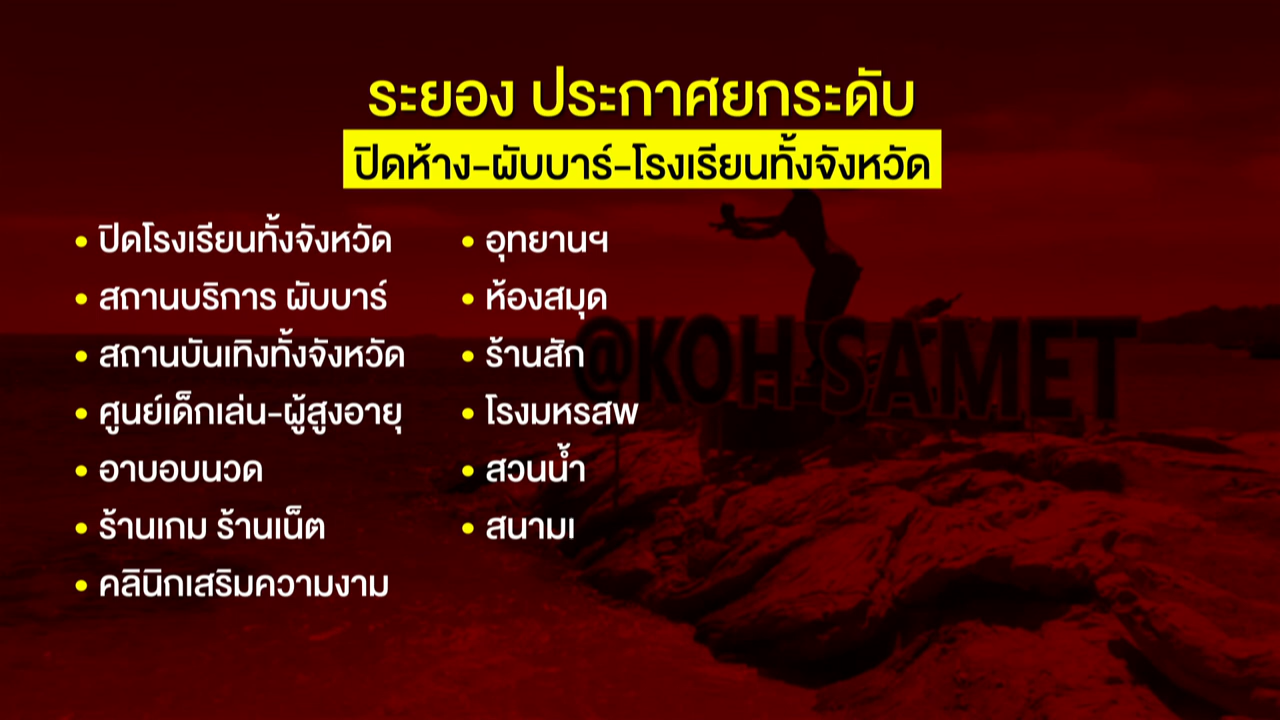 ระยอง ประกาศยกระดับ
ปิดห้าง-ผับบาร์-โรงเรียนทั้งจังหวัด
• ปิดโรงเรียนทั้งจังหวัด
• สถานบริการ ผับบาร์
• สถานบันเทิงทั้งจังหวัด
• ศูนย์เด็กเล่น-ผู้สูงอายุ
• อาบอบนวด
• ร้านเกม ร้านเน็ต
• คลินิกเสริมความงาม
• อุทยานฯ
• ห้องสมุด
• ร้านสัก
• โรงมหรสพ
• สวนน้ำ
• สนามเ
@KOH SAMET